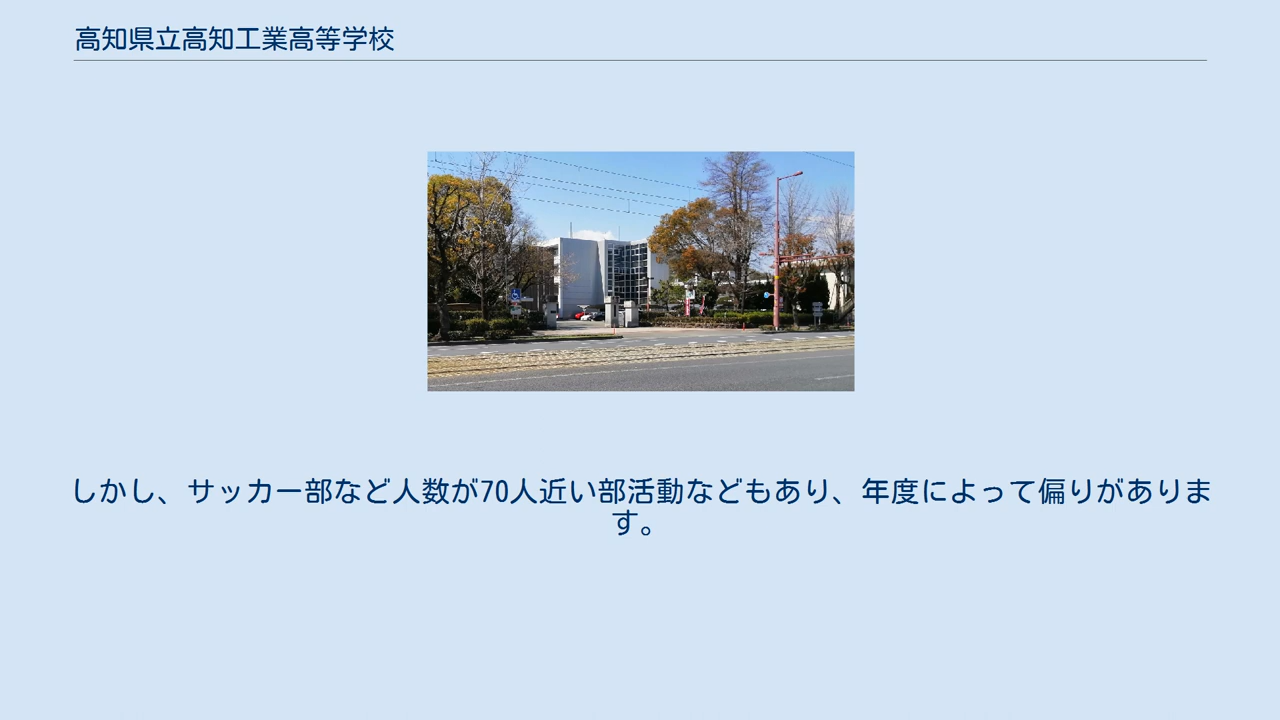 高知県立高知工業高等学校
しかし、サッカー部など人数が70人近い部活動などもあり、年度によって偏りがありま
す。